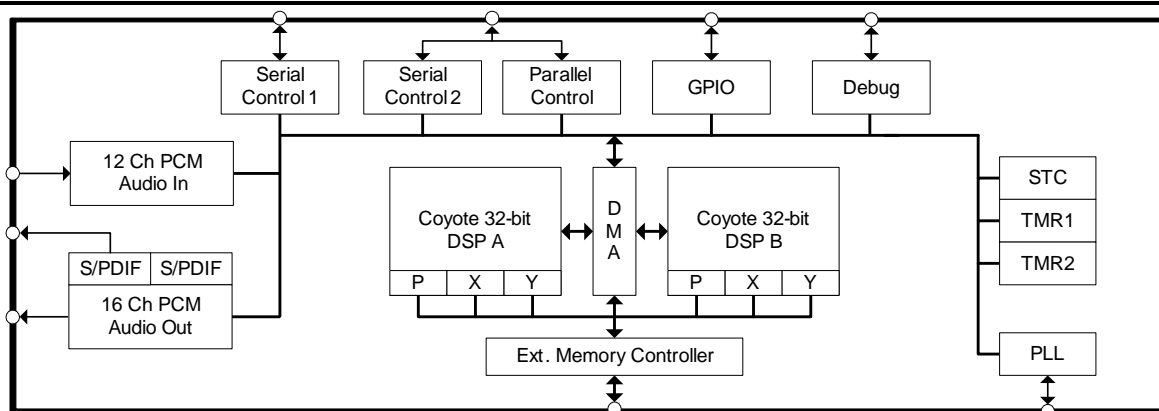 Serial
Control 1
Serial
Control 2
Parallel
Control
GPIO
Debug
12 Ch PCM
Audio In
S/PDIF
S/PDIF
16 Ch PCM
Audio Out
Coyote 32-bit
DSP A
P
X
Y
D
M
A
Coyote 32-bit
DSP B
P
X
Y
Ext. Memory Controller
STC
TMR1
TMR2
PLL